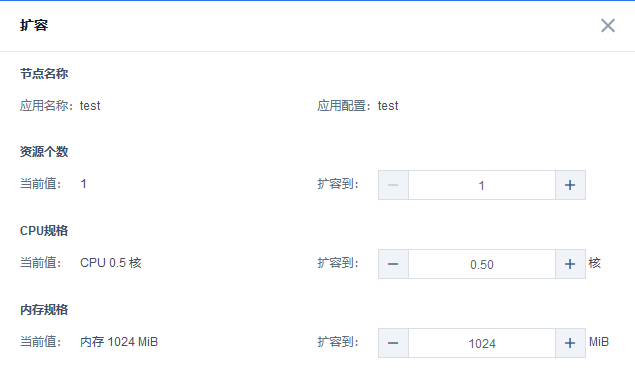 扩容
节点名称
应用名称：test 应用配置：test
资源个数
当前值： 1 扩容到： 1
CPU规格
当前值： CPU 0.5 核 扩容到： 0.50 核
内存规格
当前值： 内存 1024 MiB 扩容到： 1024 MiB